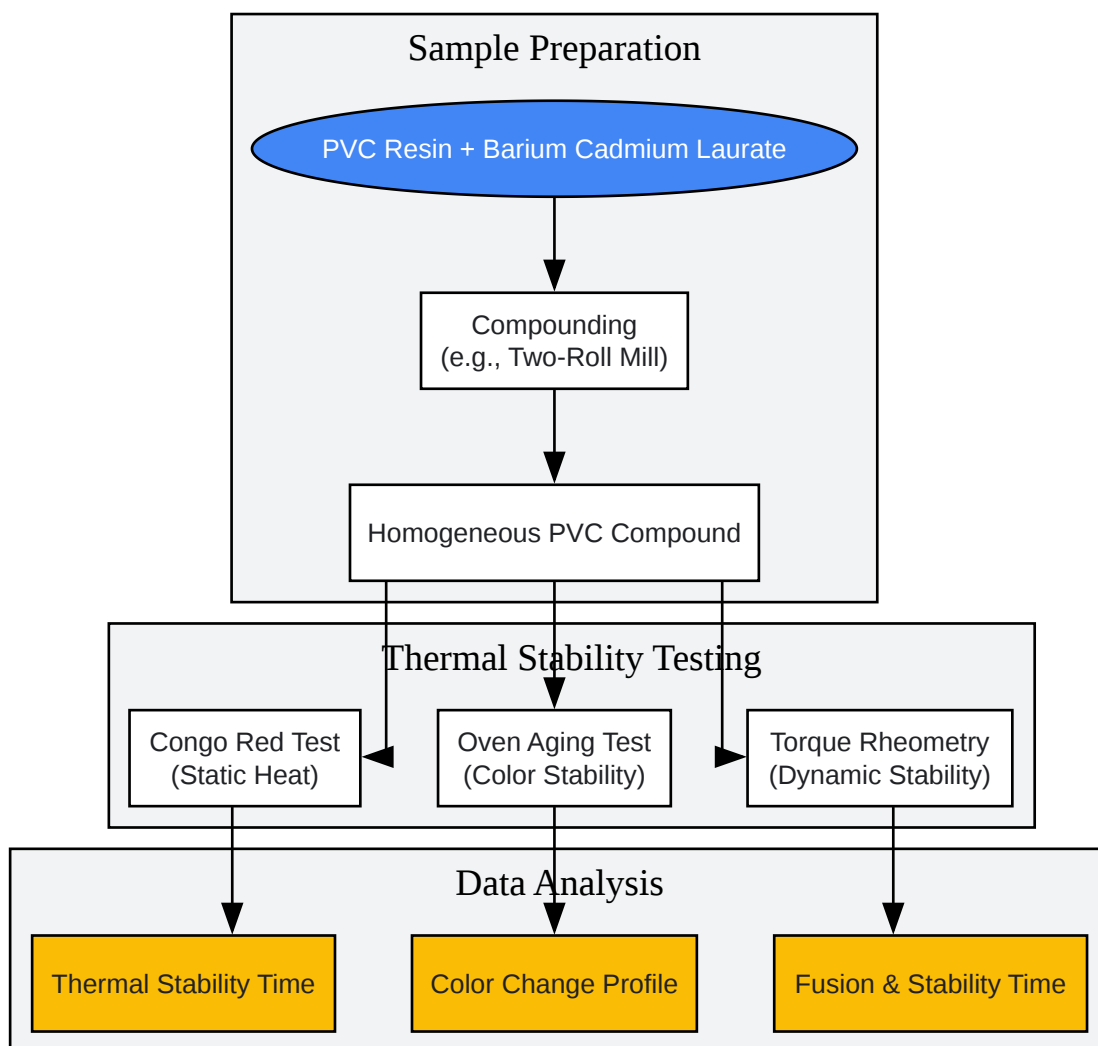 Sample Preparation
PVC Resin + Barium Cadmium Laurate
Compounding
(e.g., Two-Roll Mill)
Homogeneous PVC Compound
Thermal Stability Testing
Congo Red Test
(Static Heat)
Oven Aging Test
(Color Stability)
Torque Rheometry
(Dynamic Stability)
Data Analysis
Thermal Stability Time
Color Change Profile
Fusion & Stability Time